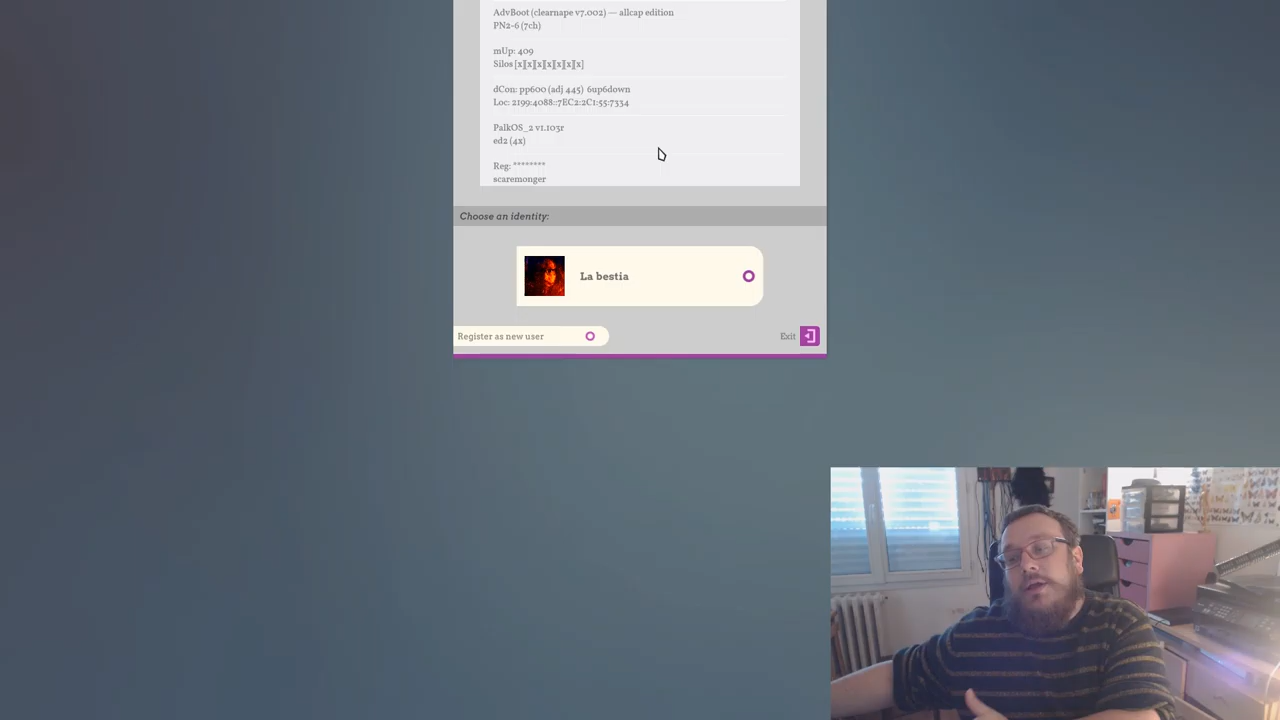 AdvBoot (clearnape v7.002) — allcap edition
PN2-6 (7ch)
mUp: 409
Silos [x][x][x][x][x][x][x]
dCon: pp600 (adj 445) 6up6down
Loc: 2199:4088::7EC2:2C1:55:7334
PalkOS_2 v1.103r
ed2 (4x)
Reg: ********
scaremonger
Choose an identity:
La bestia
Register as new user
Exit